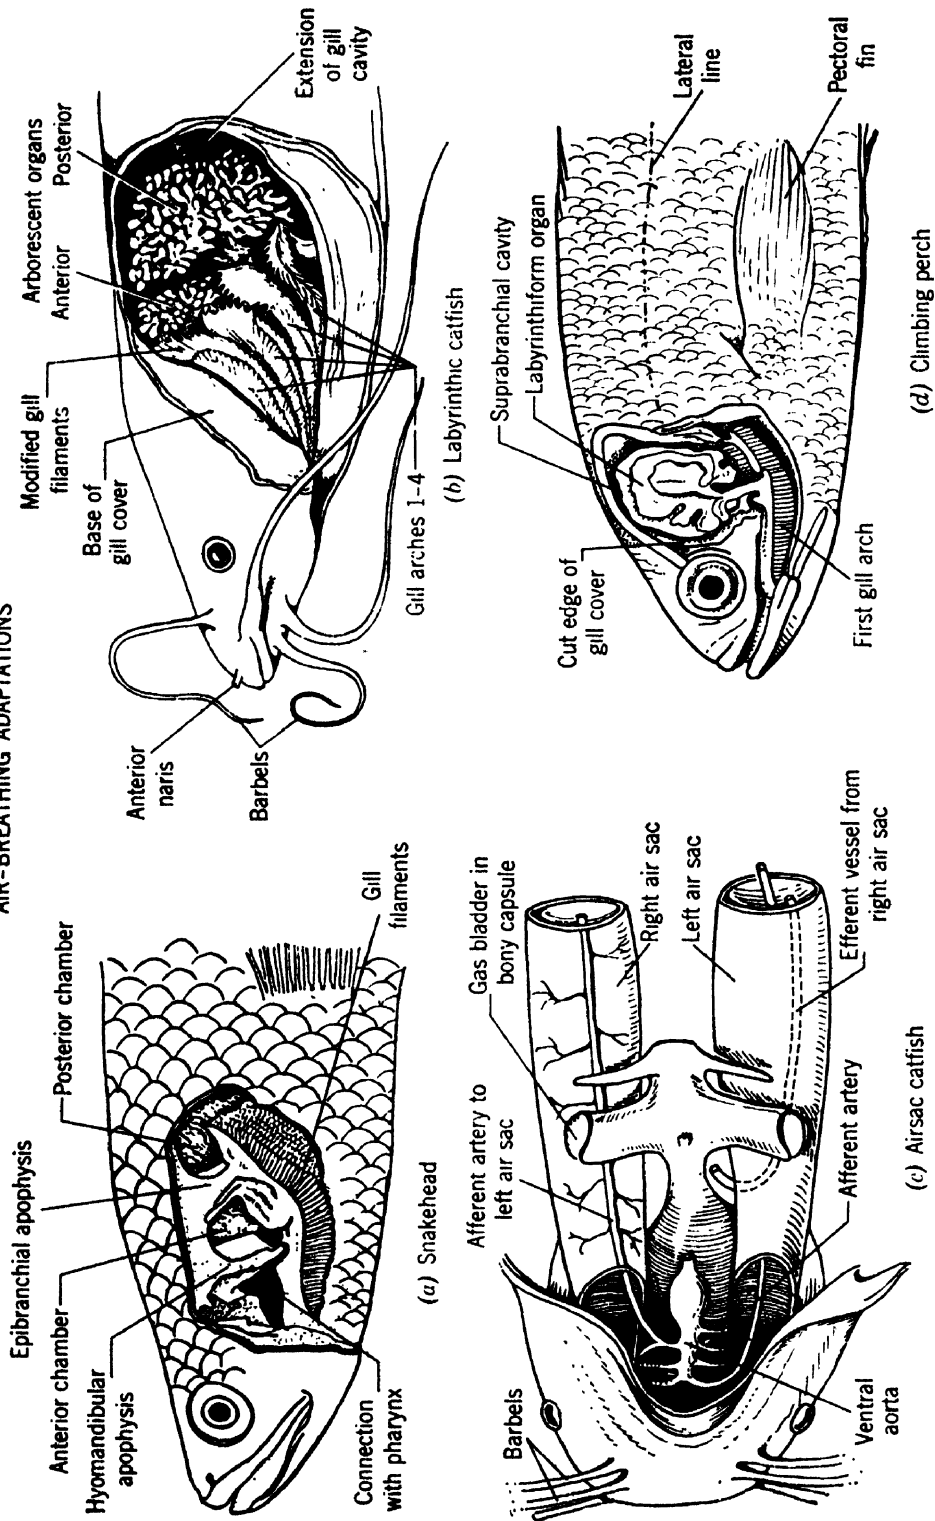 AIR-BREATHING ADAPTATIONS
Epibranchial apophysis
Anterior chamber
Posterior chamber
Hyomandibular
apophysis
Connection
with pharynx
Gill
filaments
(a) Snakehead
Modified gill
filaments
Arborescent organs
Anterior
Posterior
Base of
gill cover
Extension
of gill
cavity
Anterior
naris
Barbels
Gill arches 1-4
(b) Labyrinthic catfish
Afferent artery to
left air sac
Gas bladder in
bony capsule
Barbels
Right air sac
Left air sac
Ventral
aorta
Afferent artery
Efferent vessel from
right air sac
(c) Airsac catfish
Cut edge of
gill cover
Suprabranchial cavity
Labyrinthiform organ
Lateral
line
First gill arch
Pectoral
fin
(d) Climbing perch